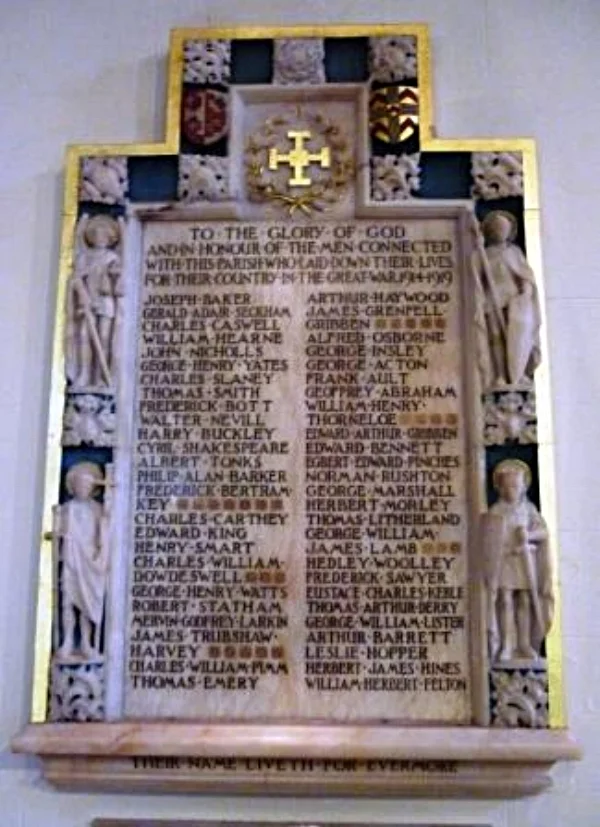 TO · THE · GLORY · OF · GOD
AND · IN HONOUR · OF THE · MEN · CONNECTED
WITH · THIS · PARISH · WHO · LAID · DOWN · THEIR · LIVES
FOR · THEIR · COUNTRY · IN · THE · GREAT · WAR, 1914-1919
JOSEPH · BAKER
GERALD · ADAIR · SECKHAM
CHARLES · CASWELL
WILLIAM · HEARNE
JOHN · NICHOLLS
GEORGE · HENRY · YATES
CHARLES · SLANEY
THOMAS · SMITH
FREDERICK · BOTT
WALTER · NEVILL
HARRY · BUCKLEY
CYRIL · SHAKESPEARE
ALBERT · TONKS
PHILIP · ALAN · BARKER
FREDERICK · BERTRAM ·
KEY
CHARLES · CARTHEY
EDWARD · KING
HENRY · SMART
CHARLES · WILLIAM ·
DOWDESWELL
GEORGE · HENRY · WATTS
ROBERT · STATHAM
MERVIN · GODFREY · LARKIN
JAMES · TRUBSHAW ·
HARVEY
CHARLES · WILLIAM · PIMM
THOMAS · EMERY
ARTHUR · HAYWOOD
JAMES · GRENFELL ·
GRIBBEN
ALFRED · OSBORNE
GEORGE · INSLEY
GEORGE · ACTON
FRANK · AULT
GEOFFREY · ABRAHAM
WILLIAM · HENRY ·
THORNELOE
EDWARD · ARTHUR · GRIBBEN
EDWARD · BENNETT
EGBERT · EDWARD · PINCHES
NORMAN · RUSHTON
GEORGE · MARSHALL
HERBERT · MORLEY
THOMAS · LITHERLAND
GEORGE · WILLIAM ·
JAMES · LAMB
HEDLEY · WOOLLEY
FREDERICK · SAWYER
EUSTACE · CHARLES · KEBLE
THOMAS · ARTHUR · DERRY
GEORGE · WILLIAM · LISTER
ARTHUR · BARRETT
LESLIE · HOPPER
HERBERT · JAMES · HINES
WILLIAM · HERBERT · FELTON
THEIR · NAME · LIVETH · FOR · EVERMORE